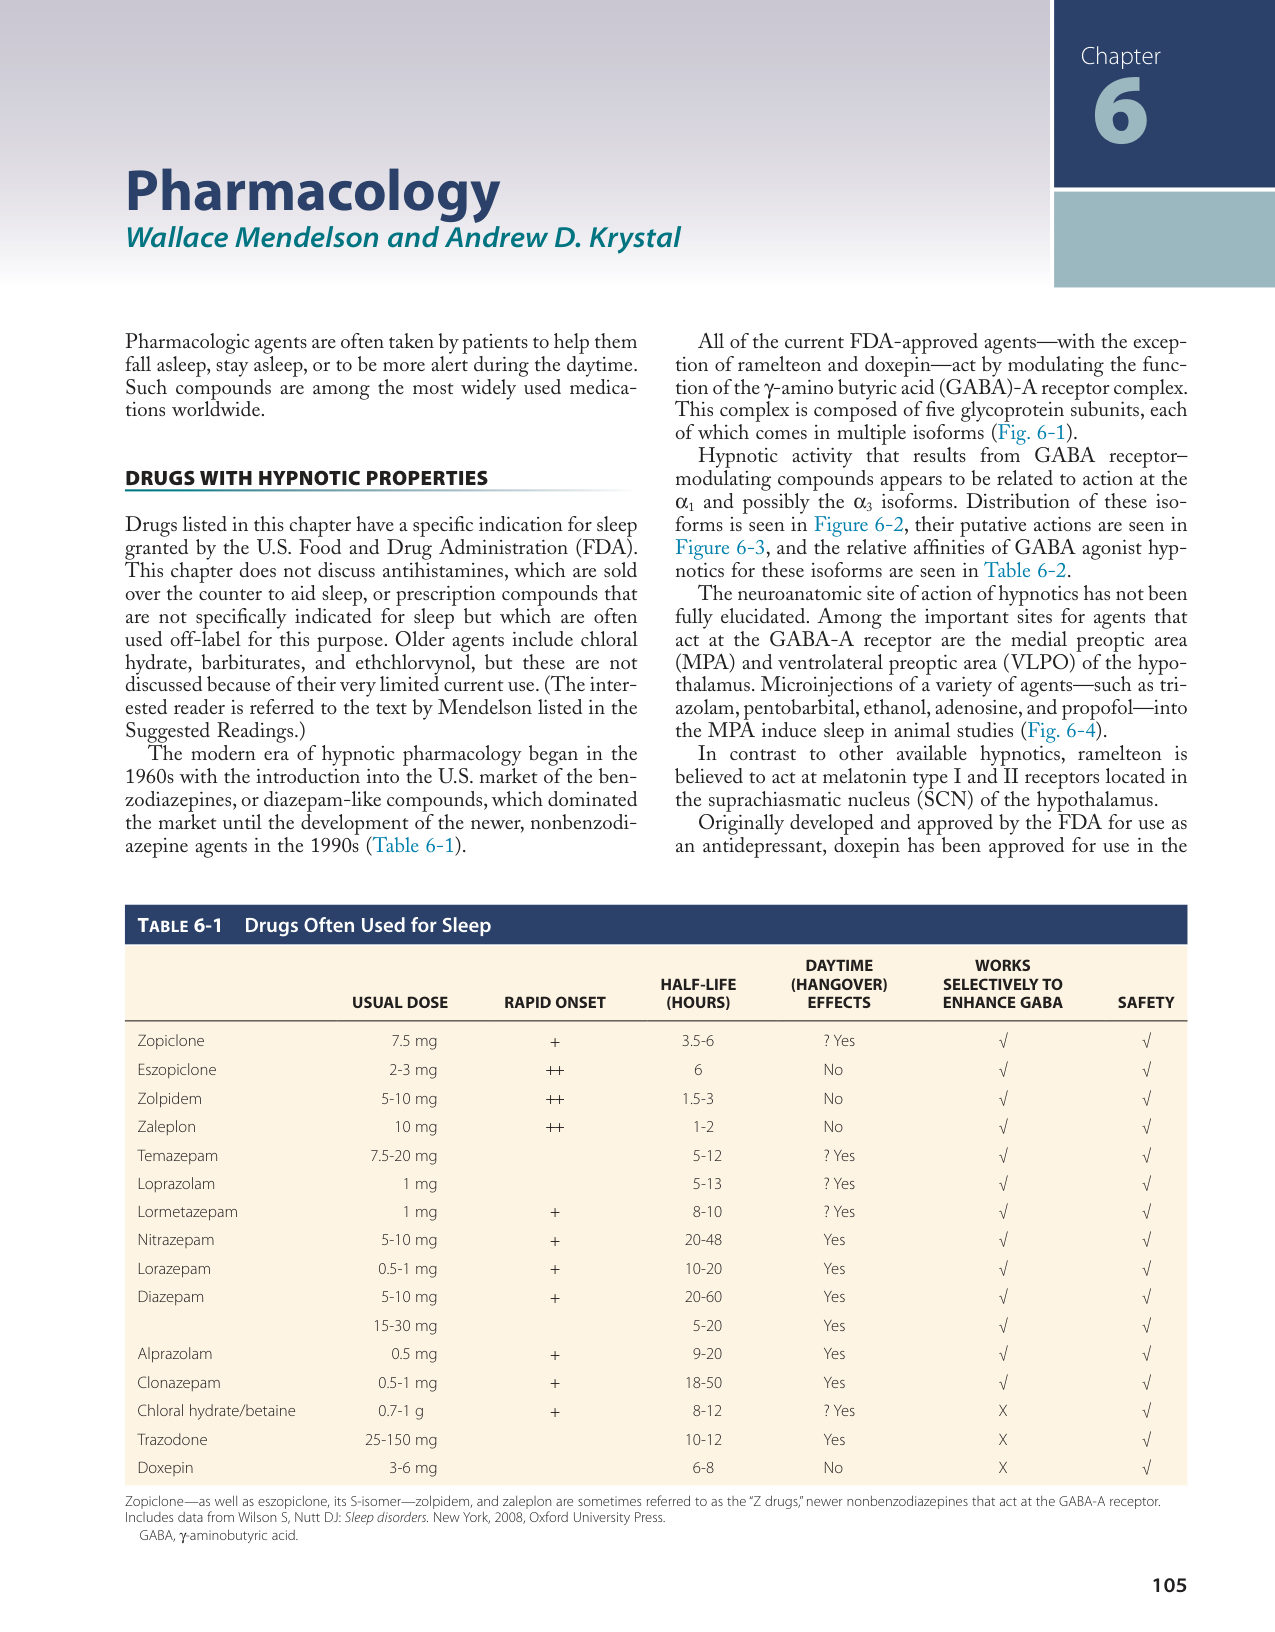 Chapter
6
Pharmacology
Wallace Mendelson and Andrew D. Krystal
Pharmacologic agents are often taken by patients to help them
fall asleep, stay asleep, or to be more alert during the daytime.
Such compounds are among the most widely used medica-
tions worldwide.
DRUGS WITH HYPNOTIC PROPERTIES
Drugs listed in this chapter have a specific indication for sleep
granted by the U.S. Food and Drug Administration (FDA).
This chapter does not discuss antihistamines, which are sold
over the counter to aid sleep, or prescription compounds that
are not specifically indicated for sleep but which are often
used off-label for this purpose. Older agents include chloral
hydrate, barbiturates, and ethchlorvynol, but these are not
discussed because of their very limited current use. (The inter-
ested reader is referred to the text by Mendelson listed in the
Suggested Readings.)
The modern era of hypnotic pharmacology began in the
1960s with the introduction into the U.S. market of the ben-
zodiazepines, or diazepam-like compounds, which dominated
the market until the development of the newer, nonbenzodi-
azepine agents in the 1990s (Table 6-1).
All of the current FDA-approved agents—with the excep-
tion of ramelteon and doxepin—act by modulating the func-
tion of the γ-amino butyric acid (GABA)-A receptor complex.
This complex is composed of five glycoprotein subunits, each
of which comes in multiple isoforms (Fig. 6-1).
Hypnotic activity that results from GABA receptor–
modulating compounds appears to be related to action at the
α1 and possibly the α3 isoforms. Distribution of these iso-
forms is seen in Figure 6-2, their putative actions are seen in
Figure 6-3, and the relative affinities of GABA agonist hyp-
notics for these isoforms are seen in Table 6-2.
The neuroanatomic site of action of hypnotics has not been
fully elucidated. Among the important sites for agents that
act at the GABA-A receptor are the medial preoptic area
(MPA) and ventrolateral preoptic area (VLPO) of the hypo-
thalamus. Microinjections of a variety of agents—such as tri-
azolam, pentobarbital, ethanol, adenosine, and propofol—into
the MPA induce sleep in animal studies (Fig. 6-4).
In contrast to other available hypnotics, ramelteon is
believed to act at melatonin type I and II receptors located in
the suprachiasmatic nucleus (SCN) of the hypothalamus.
Originally developed and approved by the FDA for use as
an antidepressant, doxepin has been approved for use in the
TABLE 6-1 Drugs Often Used for Sleep
USUAL DOSE RAPID ONSET HALF-LIFE (HOURS) DAYTIME (HANGOVER) EFFECTS WORKS SELECTIVELY TO ENHANCE GABA SAFETY
Zopiclone 7.5 mg + 3.5-6 ? Yes √ √
Eszopiclone 2-3 mg ++ 6 No √ √
Zolpidem 5-10 mg ++ 1.5-3 No √ √
Zaleplon 10 mg ++ 1-2 No √ √
Temazepam 7.5-20 mg 5-12 ? Yes √ √
Loprazolam 1 mg 5-13 ? Yes √ √
Lormetazepam 1 mg + 8-10 ? Yes √ √
Nitrazepam 5-10 mg + 20-48 Yes √ √
Lorazepam 0.5-1 mg + 10-20 Yes √ √
Diazepam 5-10 mg + 20-60 Yes √ √
15-30 mg 5-20 Yes √ √
Alprazolam 0.5 mg + 9-20 Yes √ √
Clonazepam 0.5-1 mg + 18-50 Yes √ √
Chloral hydrate/betaine 0.7-1 g + 8-12 ? Yes X √
Trazodone 25-150 mg 10-12 Yes X √
Doxepin 3-6 mg 6-8 No X √
Zopiclone—as well as eszopiclone, its S-isomer—zolpidem, and zaleplon are sometimes referred to as the “Z drugs,” newer nonbenzodiazepines that act at the GABA-A receptor.
Includes data from Wilson S, Nutt DJ: Sleep disorders. New York, 2008, Oxford University Press.
GABA, γ-aminobutyric acid.
105